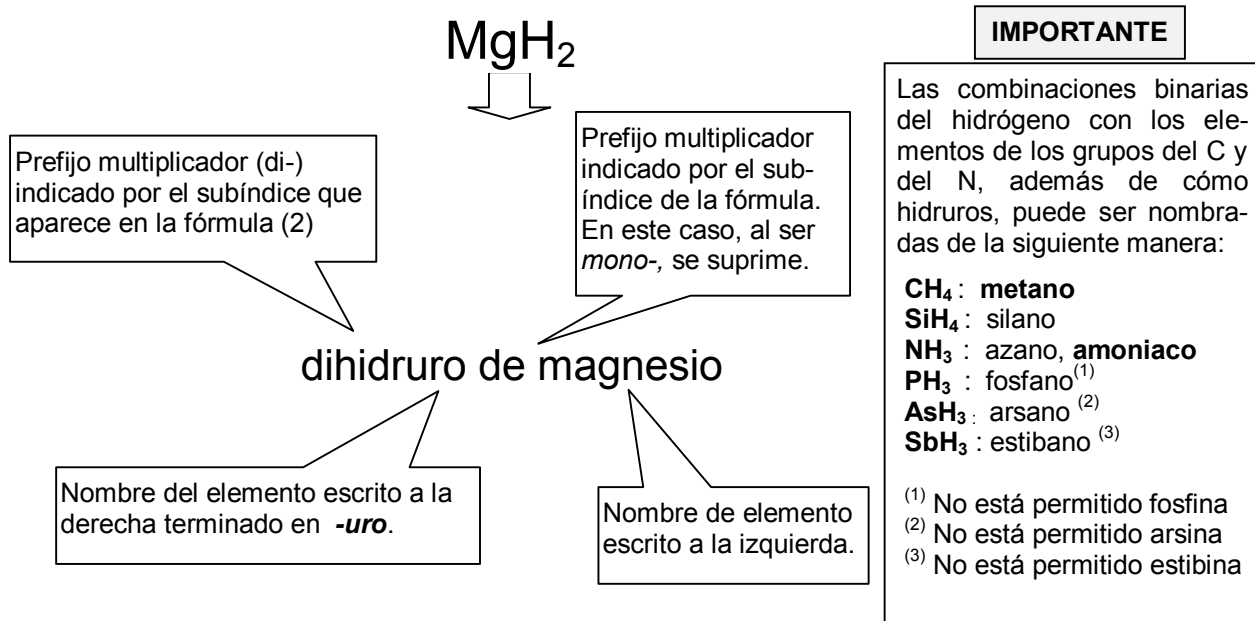 MgH2
Prefijo multiplicador (di-)
indicado por el subíndice que
aparece en la fórmula (2)
Prefijo multiplicador
indicado por el sub-
índice de la fórmula.
En este caso, al ser
mono-, se suprime.
dihidruro de magnesio
Nombre del elemento escrito a la
derecha terminado en -uro.
Nombre de elemento
escrito a la izquierda.
IMPORTANTE
Las combinaciones binarias
del hidrógeno con los ele-
mentos de los grupos del C y
del N, además de cómo
hidruros, puede ser nombra-
das de la siguiente manera:
CH4 : metano
SiH4 : silano
NH3 : azano, amoniaco
PH3 : fosfano(1)
AsH3 : arsano (2)
SbH3 : estibano (3)
(1) No está permitido fosfina
(2) No está permitido arsina
(3) No está permitido estibina